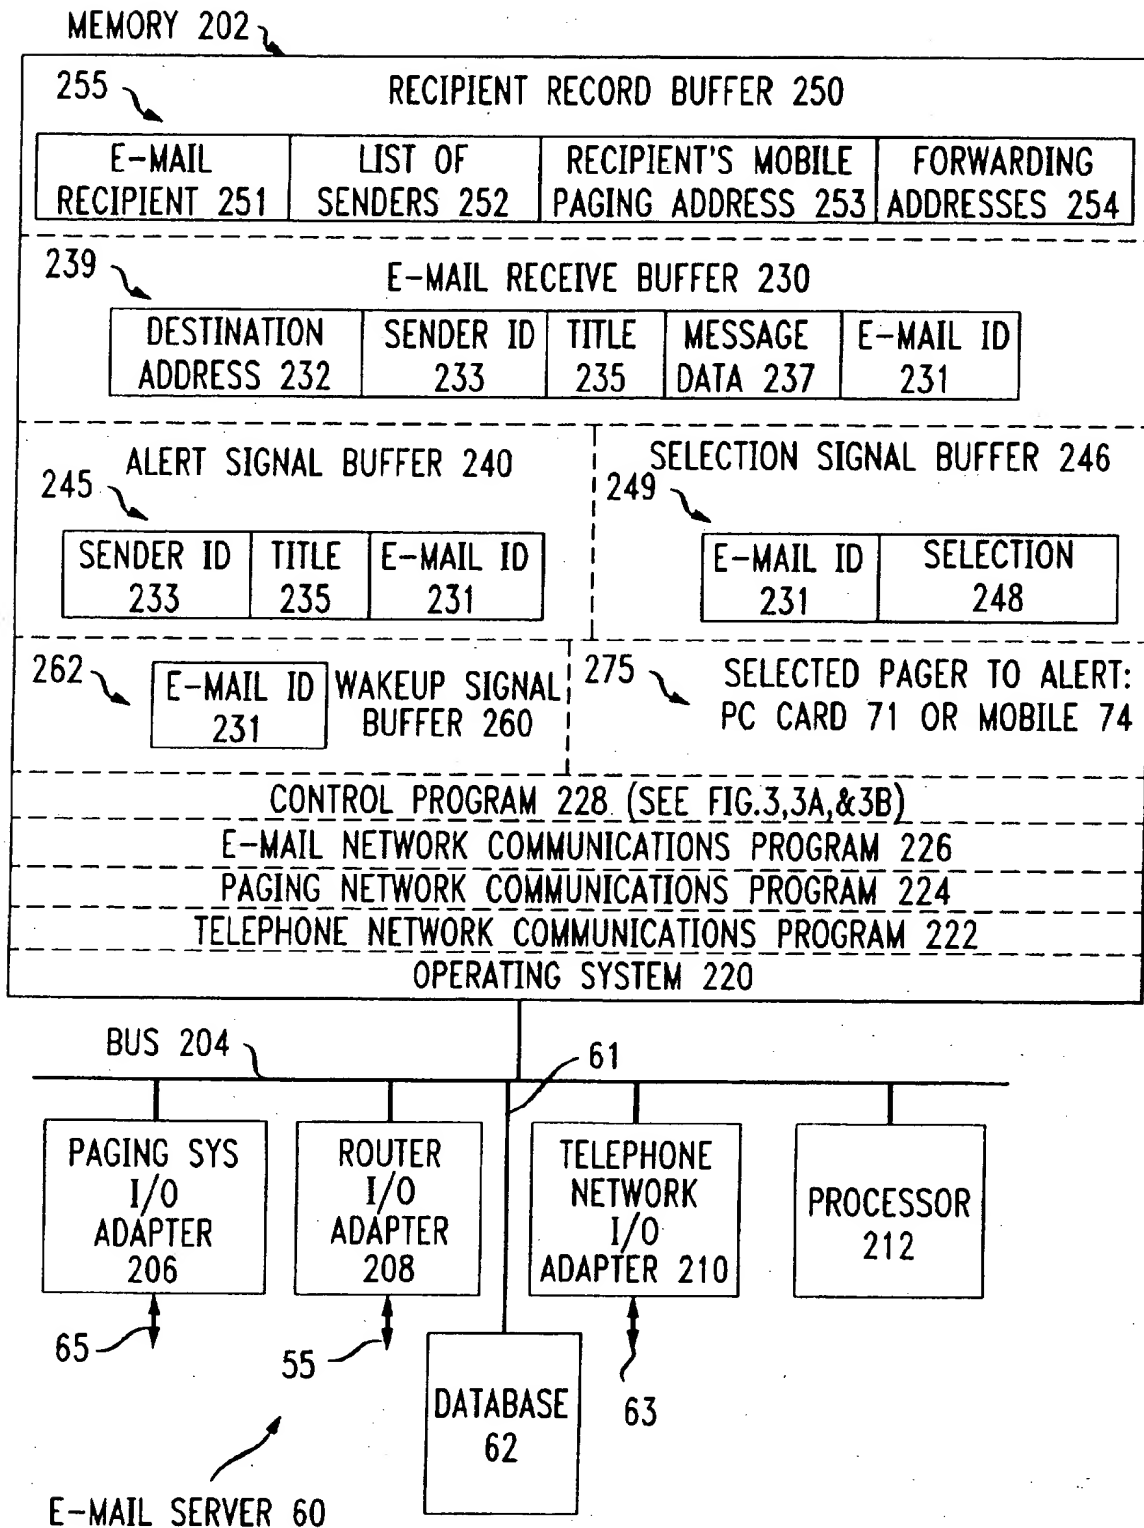 MEMORY 202
255
RECIPIENT RECORD BUFFER 250
E-MAIL RECIPIENT 251
LIST OF SENDERS 252
RECIPIENT'S MOBILE PAGING ADDRESS 253
FORWARDING ADDRESSES 254
239
E-MAIL RECEIVE BUFFER 230
DESTINATION ADDRESS 232
SENDER ID 233
TITLE 235
MESSAGE DATA 237
E-MAIL ID 231
ALERT SIGNAL BUFFER 240
245
SENDER ID 233
TITLE 235
E-MAIL ID 231
SELECTION SIGNAL BUFFER 246
249
E-MAIL ID 231
SELECTION 248
262
E-MAIL ID 231
WAKEUP SIGNAL BUFFER 260
275
SELECTED PAGER TO ALERT:
PC CARD 71 OR MOBILE 74
CONTROL PROGRAM 228 (SEE FIG.3,3A,&3B)
E-MAIL NETWORK COMMUNICATIONS PROGRAM 226
PAGING NETWORK COMMUNICATIONS PROGRAM 224
TELEPHONE NETWORK COMMUNICATIONS PROGRAM 222
OPERATING SYSTEM 220
BUS 204
61
PAGING SYS I/O ADAPTER 206
ROUTER I/O ADAPTER 208
TELEPHONE NETWORK I/O ADAPTER 210
PROCESSOR 212
65
55
63
DATABASE 62
E-MAIL SERVER 60